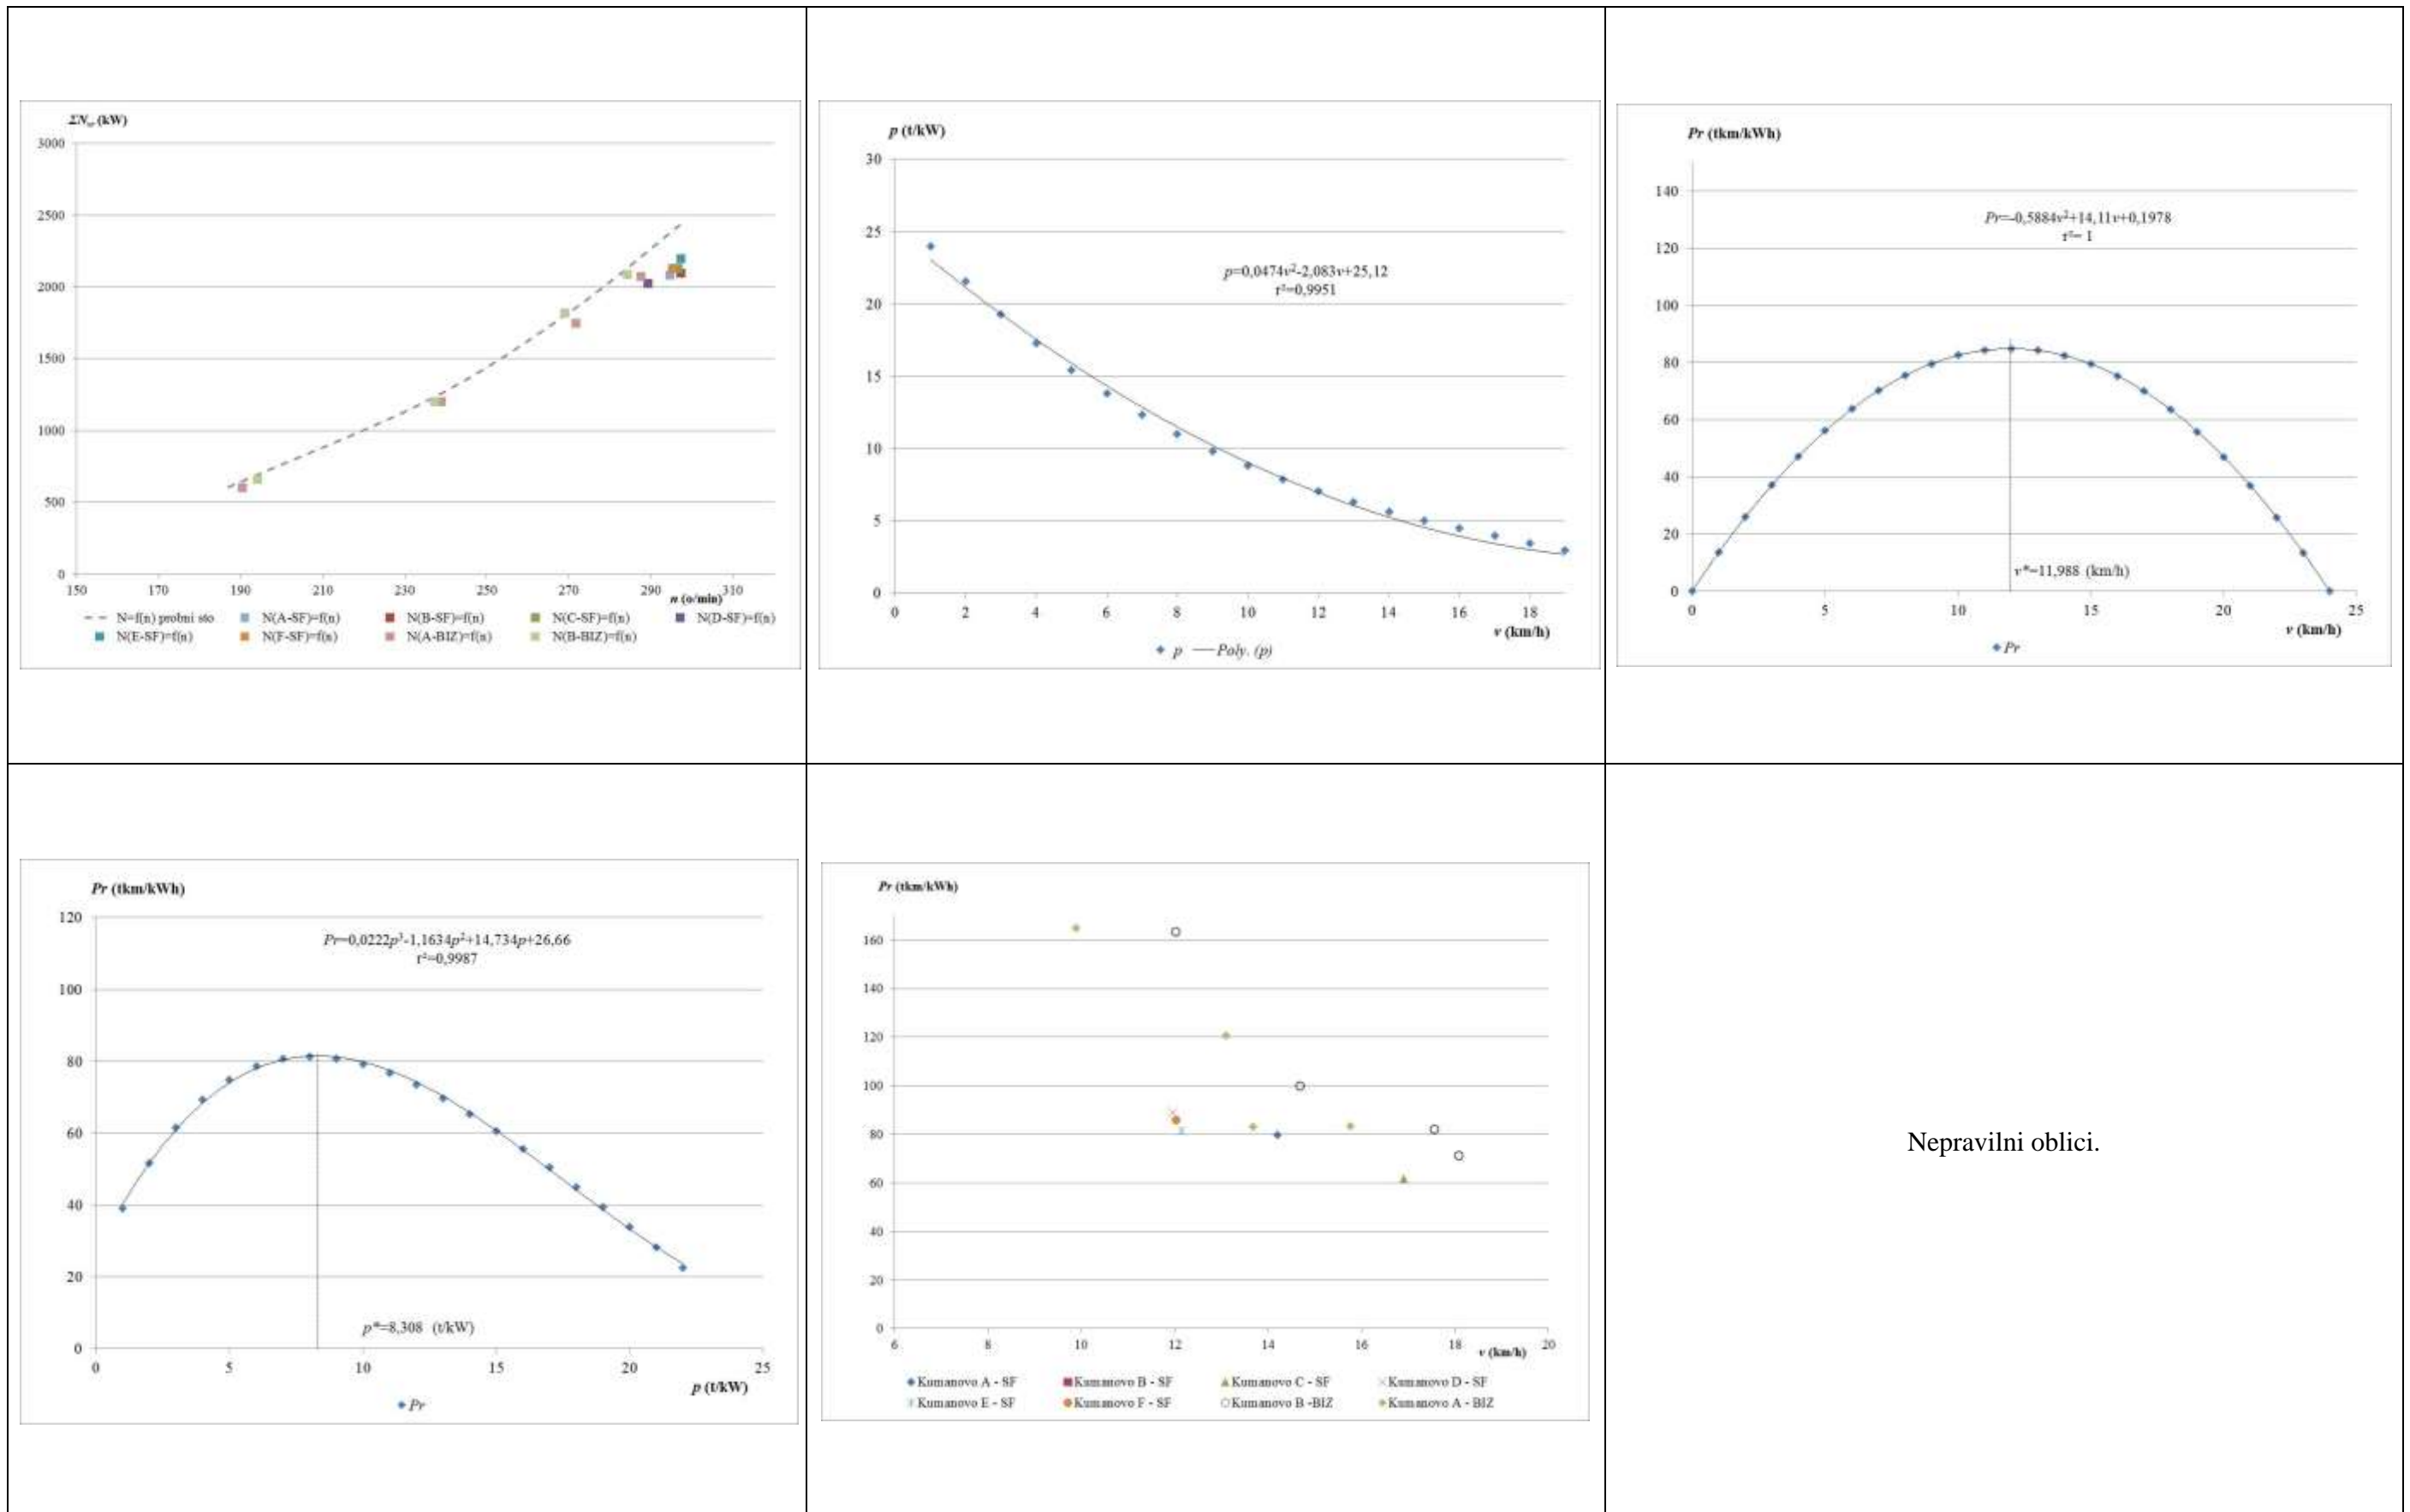 ΣNsr (kW)
3000
2500
2000
1500
1000
500
0
150 170 190 210 230 250 270 290 310
n (o/min)
N=f(n) probni sto N(A-SF)=f(n) N(B-SF)=f(n) N(C-SF)=f(n) N(D-SF)=f(n)
N(E-SF)=f(n) N(F-SF)=f(n) N(A-BIZ)=f(n) N(B-BIZ)=f(n)
p (t/kW)
30
25
20
15
10
5
0
p=0,0474v²-2,083v+25,12
r²=0,9951
0 2 4 6 8 10 12 14 16 18
v (km/h)
p Poly. (p)
Pr (tkm/kWh)
140
120
100
80
60
40
20
0
Pr=-0,5884v²+14,11v+0,1978
r²= 1
v*=11,988 (km/h)
0 5 10 15 20 25
v (km/h)
Pr
Pr (tkm/kWh)
120
100
80
60
40
20
0
Pr=0,0222p³-1,1634p²+14,734p+26,66
r²=0,9987
p*=8,308 (t/kW)
0 5 10 15 20 25
p (t/kW)
Pr
Pr (tkm/kWh)
160
140
120
100
80
60
40
20
0
6 8 10 12 14 16 18 20
v (km/h)
Kumanovo A - SF Kumanovo B - SF Kumanovo C - SF Kumanovo D - SF
Kumanovo E - SF Kumanovo F - SF Kumanovo B -BIZ Kumanovo A - BIZ
Nepravilni oblici.